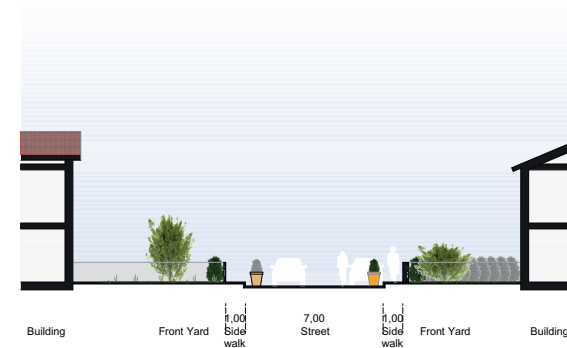 1,00 7,00 1,00
Building Front Yard Side Street Side Front Yard Building
walk walk